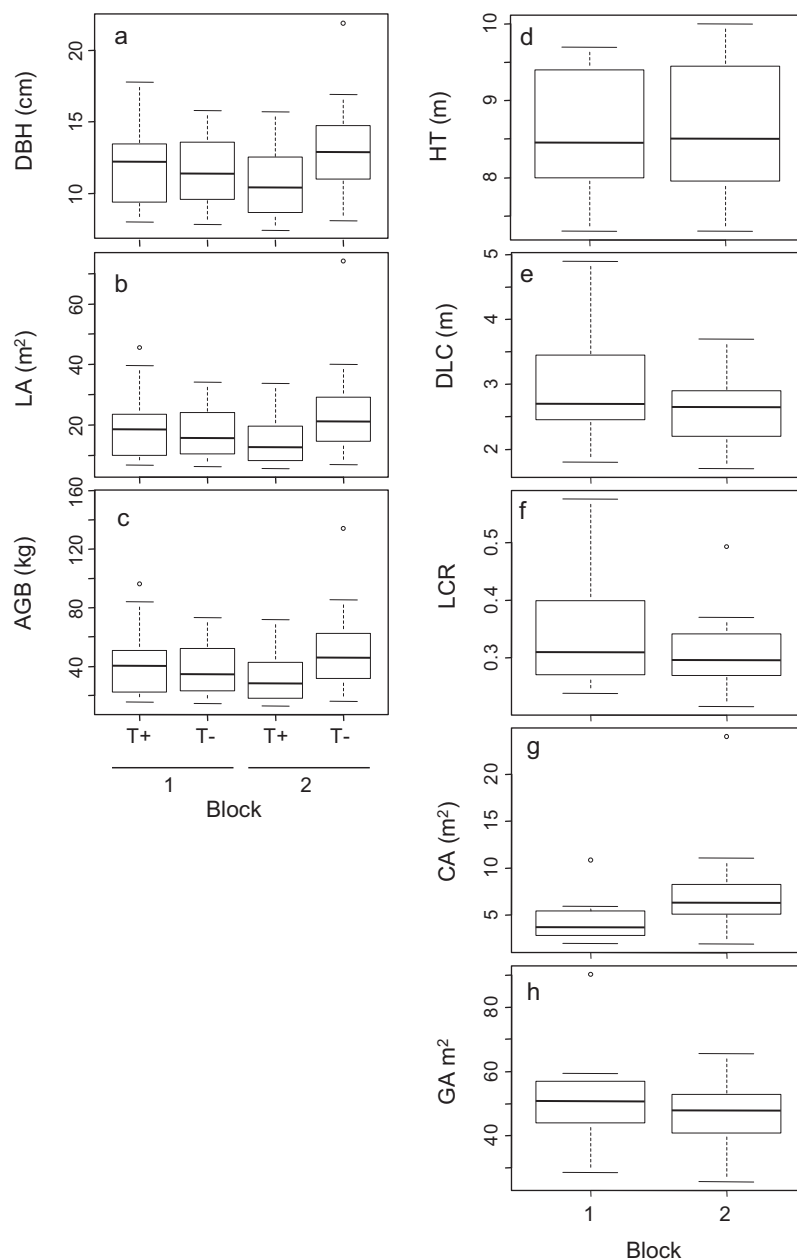 a
DBH (cm)
20
15
10
b
LA (m²)
60
40
20
c
AGB (kg)
160
120
80
40
T+ T- T+ T-
1 2
Block
d
HT (m)
10
9
8
e
DLC (m)
5
4
3
2
f
LCR
0.5
0.4
0.3
g
CA (m²)
20
15
10
5
h
GA m²
80
60
40
1 2
Block